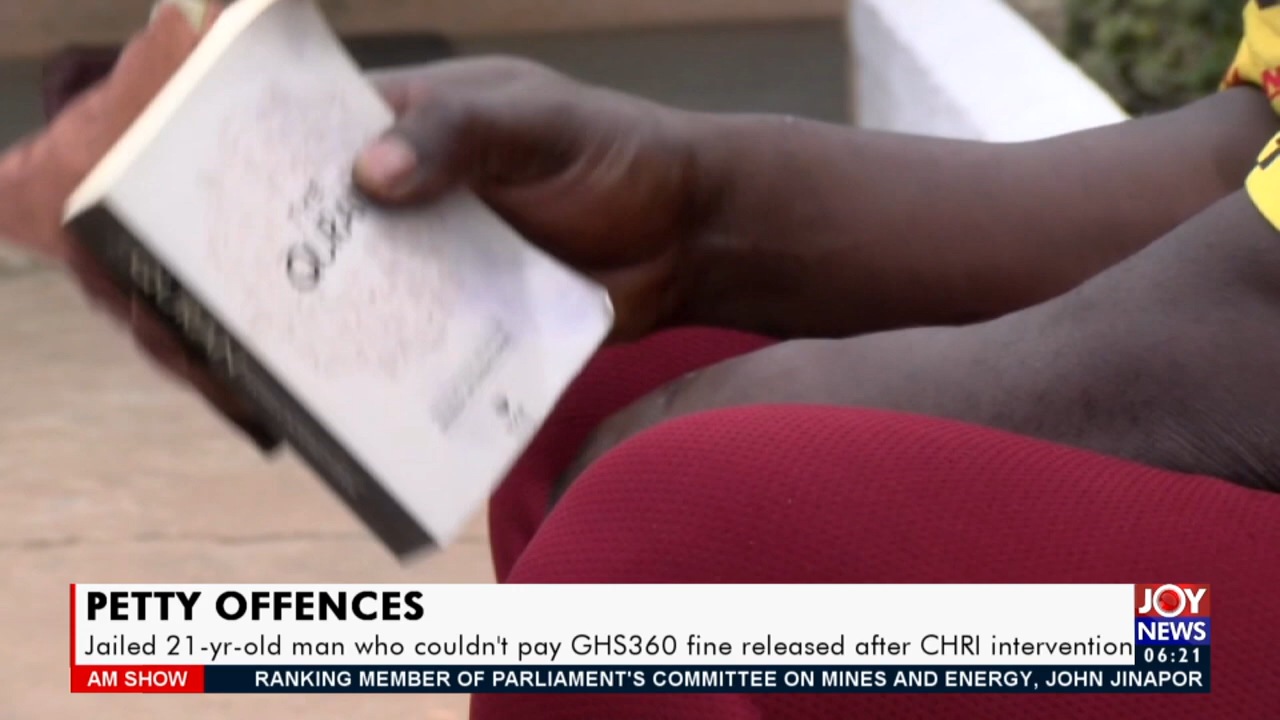 QURAN
PETTY OFFENCES
Jailed 21-yr-old man who couldn't pay GHS360 fine released after CHRI intervention
JOY
NEWS
06:21
AM SHOW
RANKING MEMBER OF PARLIAMENT'S COMMITTEE ON MINES AND ENERGY, JOHN JINAPOR